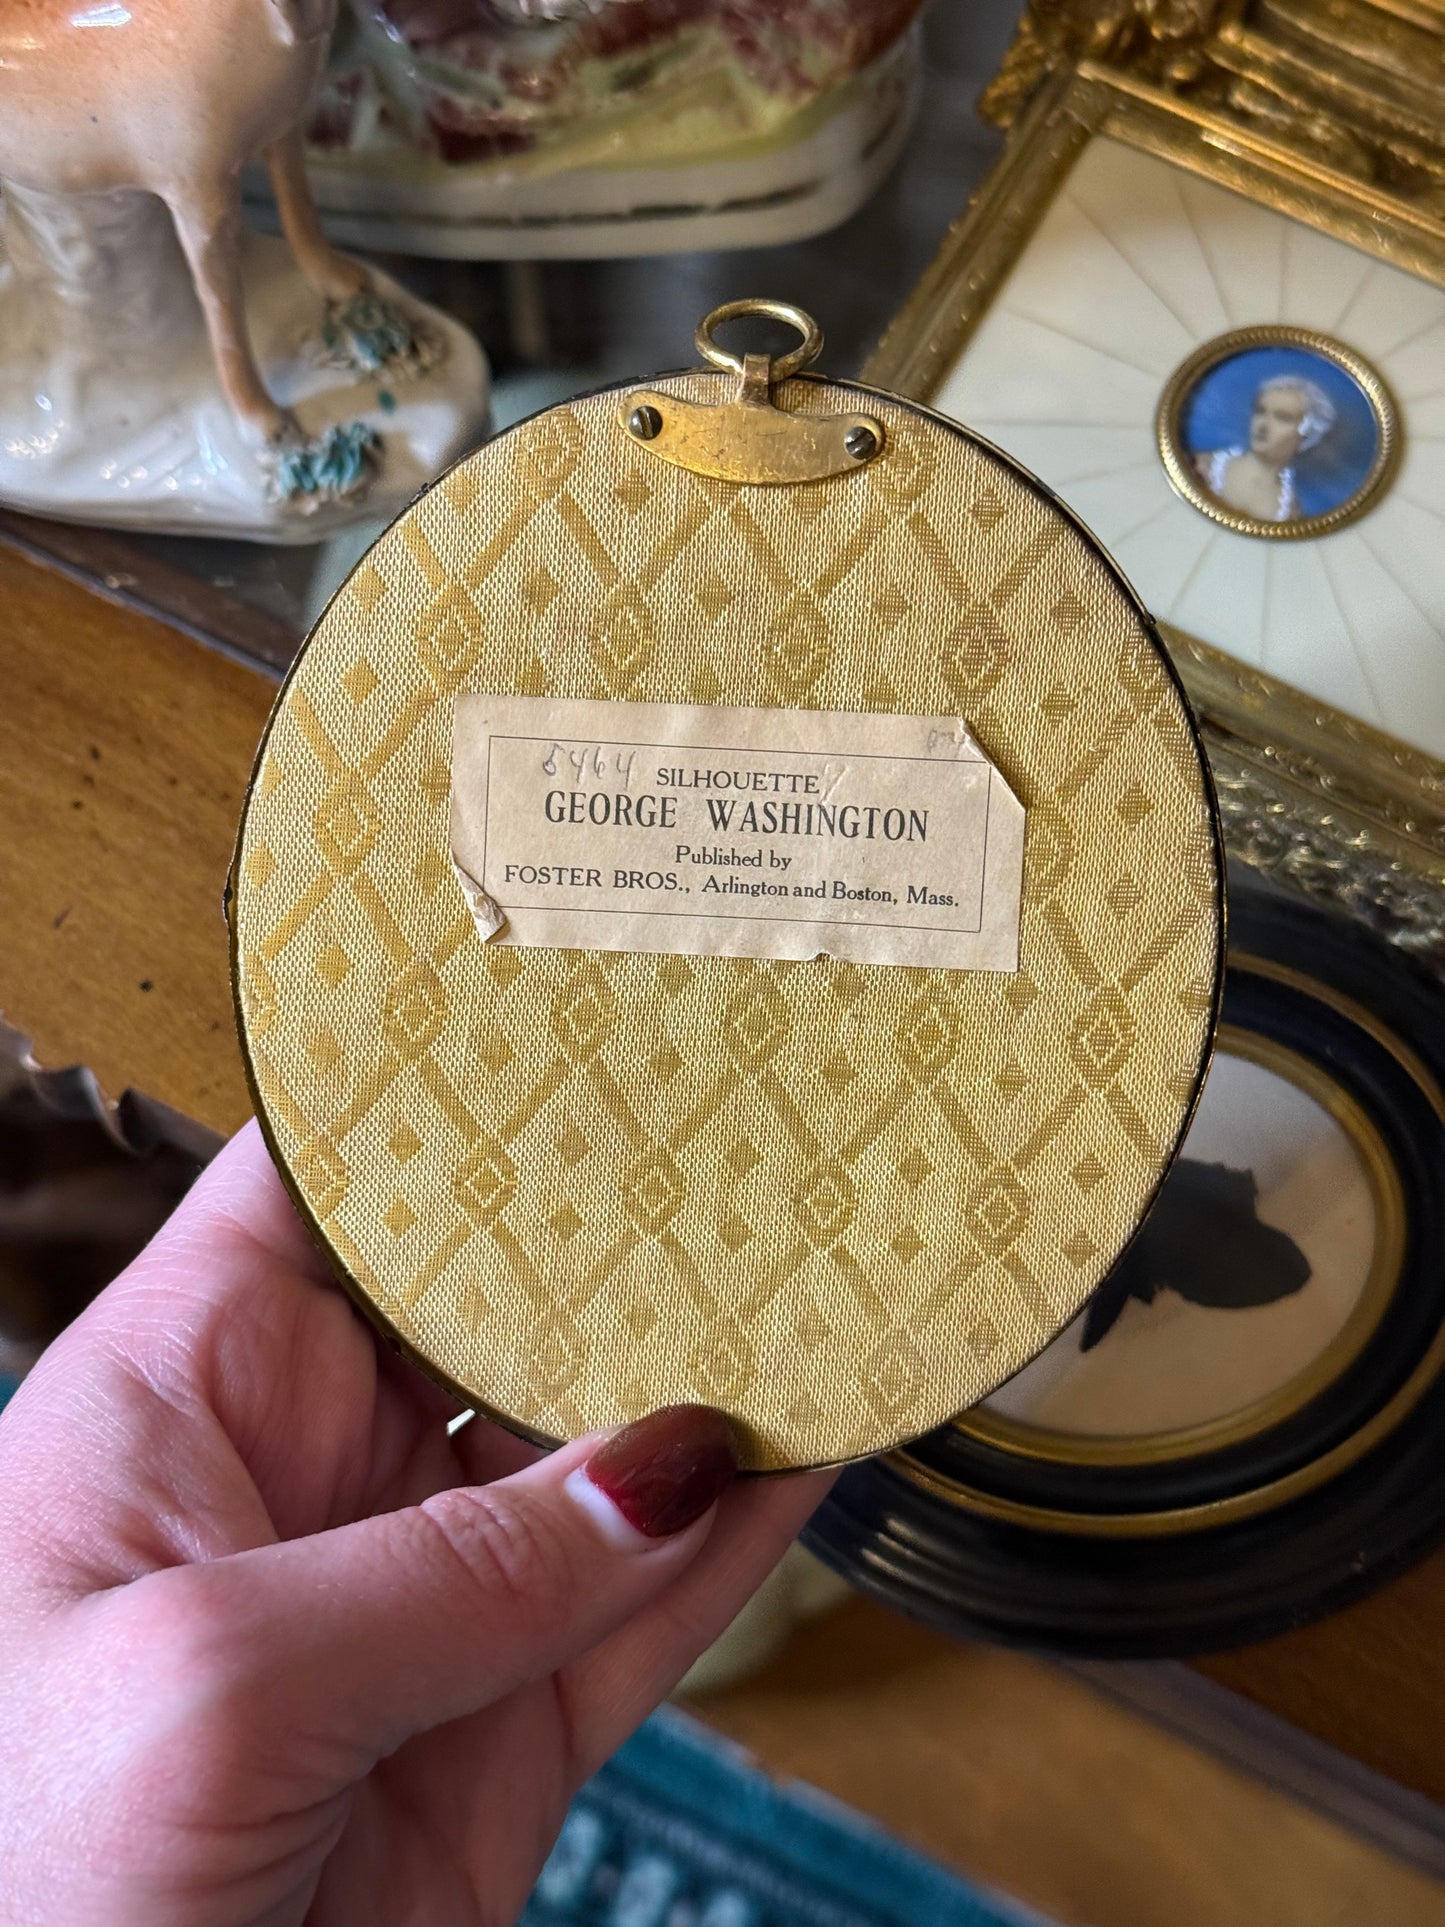 5464
SILHOUETTE
GEORGE WASHINGTON
Published by
FOSTER BROS., Arlington and Boston, Mass.